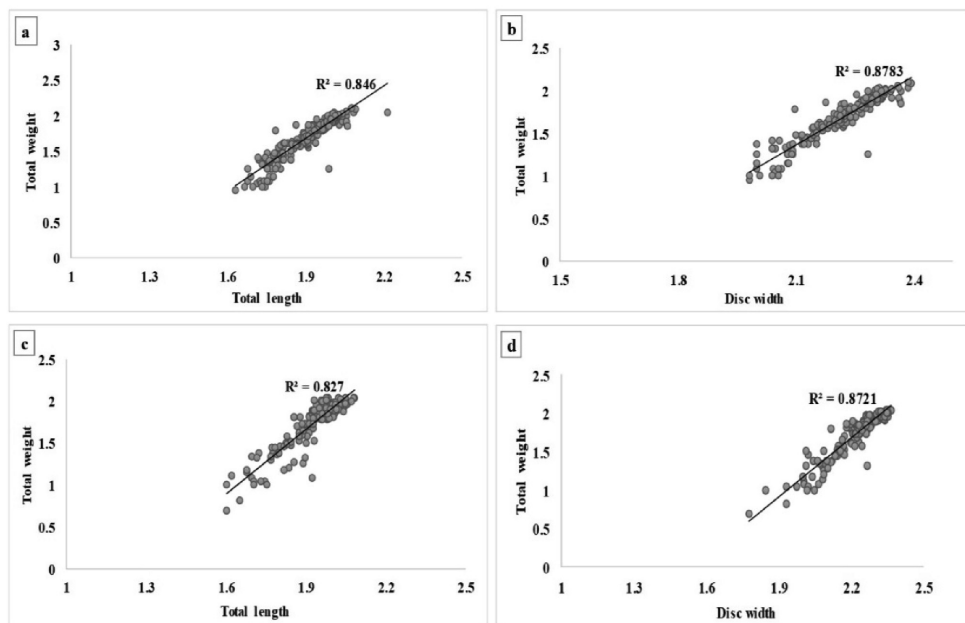 a
R² = 0.846
Total weight
3
2.5
2
1.5
1
0.5
0
1 1.3 1.6 1.9 2.2 2.5
Total length
b
R² = 0.8783
Total weight
2.5
2
1.5
1
0.5
0
1.5 1.8 2.1 2.4
Disc width
c
R² = 0.827
Total weight
2.5
2
1.5
1
0.5
0
1 1.3 1.6 1.9 2.2 2.5
Total length
d
R² = 0.8721
Total weight
2.5
2
1.5
1
0.5
0
1 1.3 1.6 1.9 2.2 2.5
Disc width